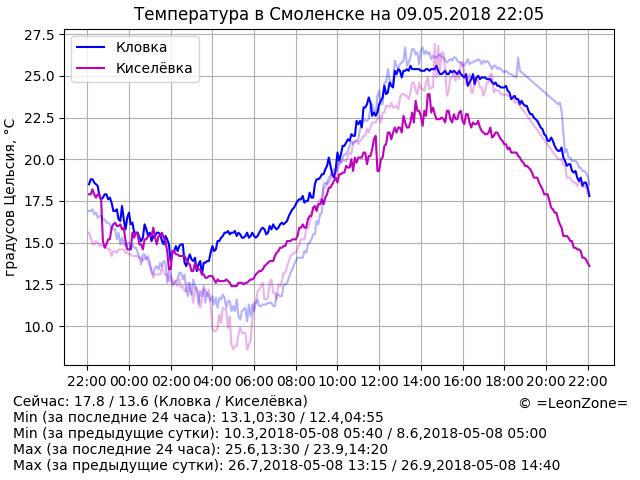 Температура в Смоленске на 09.05.2018 22:05
27.5
25.0
22.5
20.0
17.5
15.0
12.5
10.0
градусов Цельсия, °C
Кловка
Киселёвка
22:00 00:00 02:00 04:00 06:00 08:00 10:00 12:00 14:00 16:00 18:00 20:00 22:00
Сейчас: 17.8 / 13.6 (Кловка / Киселёвка)
© =LeonZone=
Min (за последние 24 часа): 13.1,03:30 / 12.4,04:55
Min (за предыдущие сутки): 10.3,2018-05-08 05:40 / 8.6,2018-05-08 05:00
Max (за последние 24 часа): 25.6,13:30 / 23.9,14:20
Max (за предыдущие сутки): 26.7,2018-05-08 13:15 / 26.9,2018-05-08 14:40